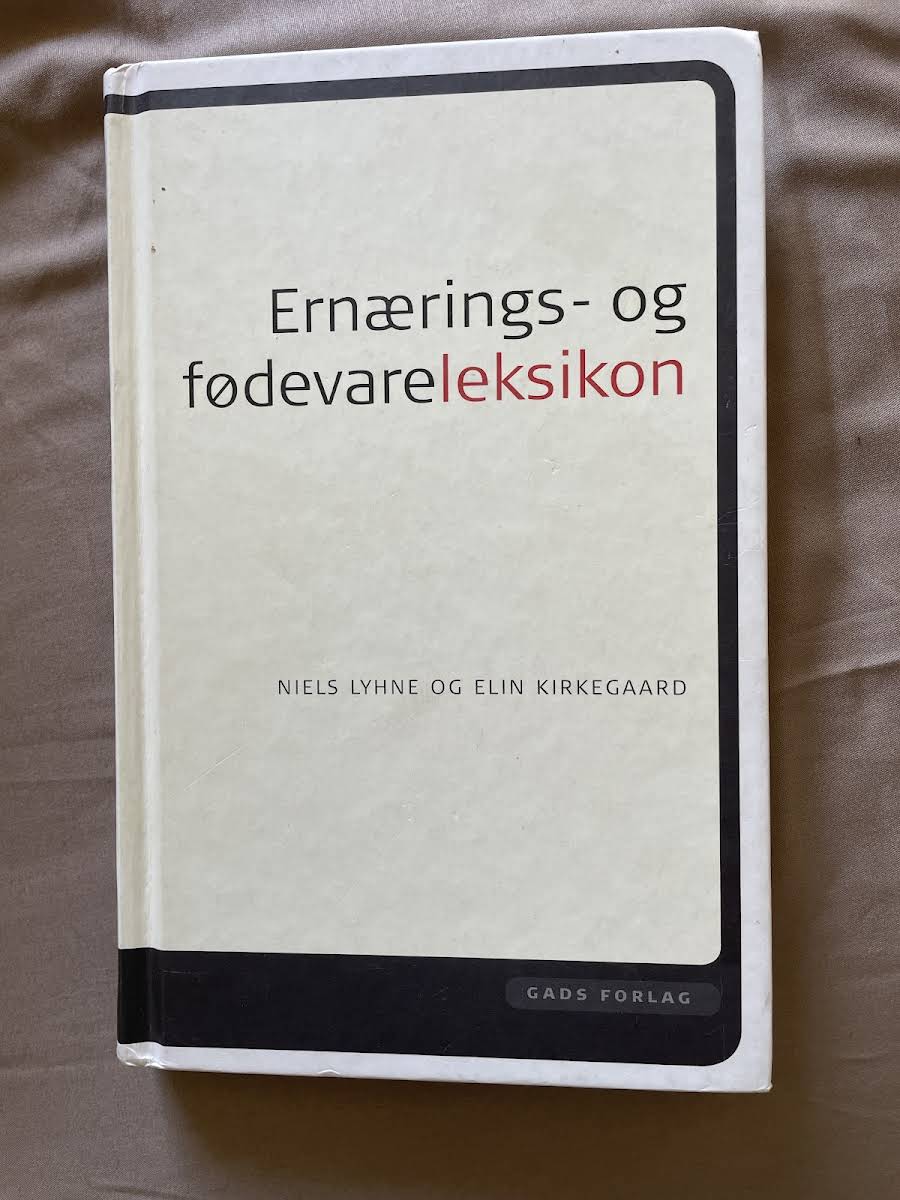 Ernærings- og
fødevareleksikon
NIELS LYHNE OG ELIN KIRKEGAARD
GADS FORLAG